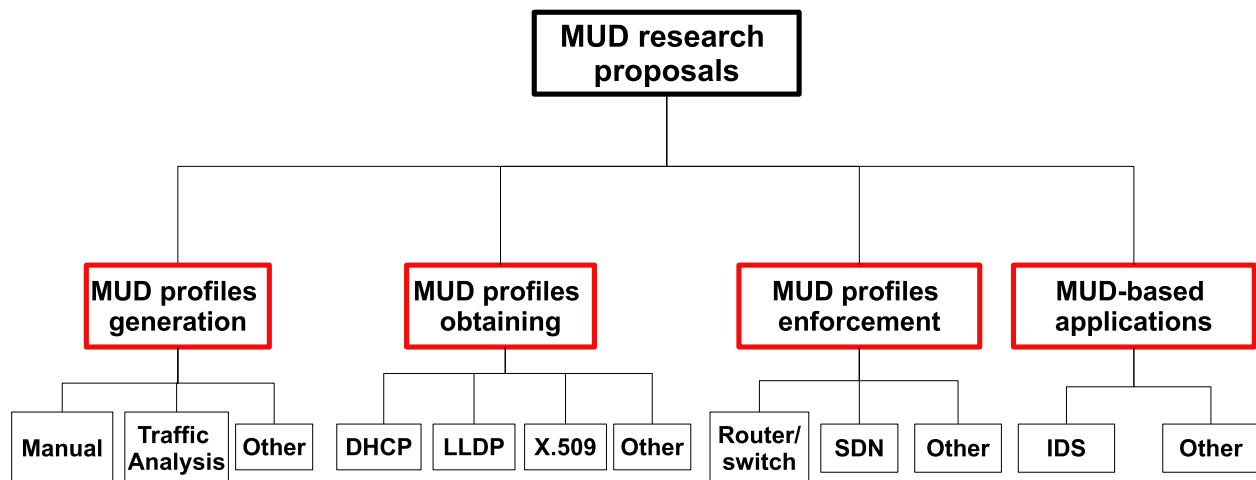 MUD research
proposals
MUD profiles
generation
MUD profiles
obtaining
MUD profiles
enforcement
MUD-based
applications
Manual
Traffic
Analysis
Other
DHCP
LLDP
X.509
Other
Router/
switch
SDN
Other
IDS
Other